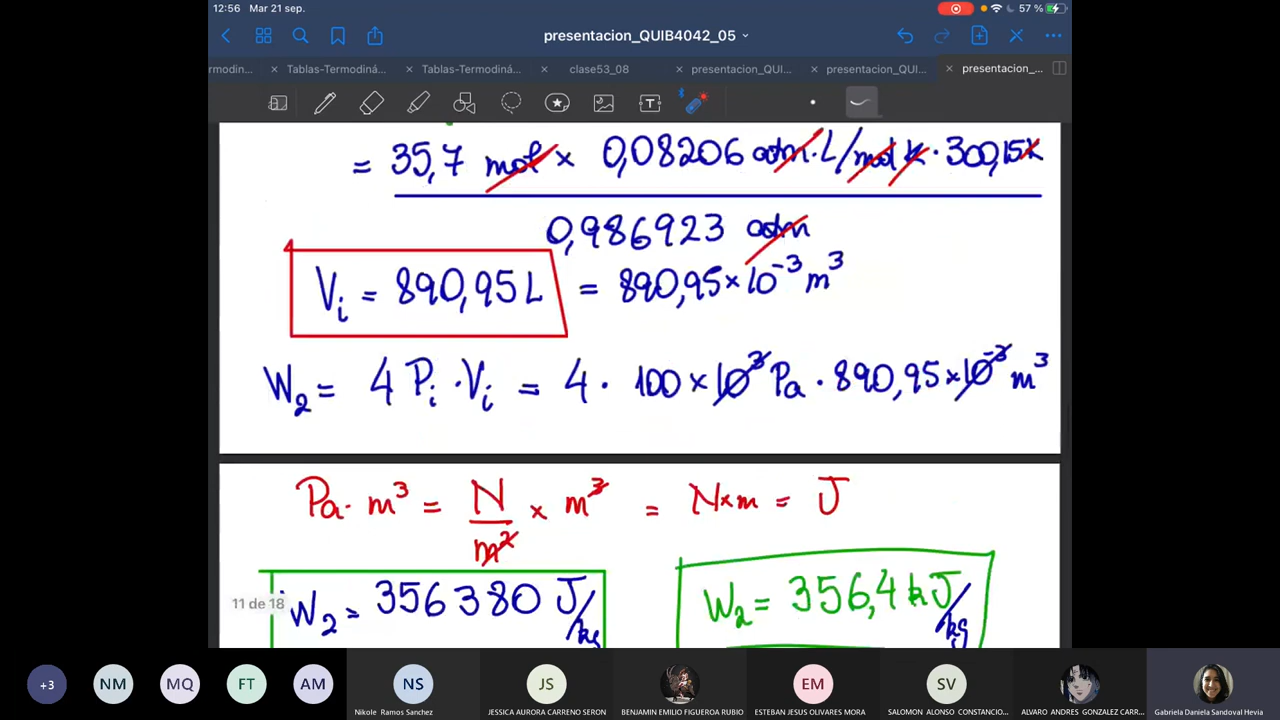 12:56 Mar 21 sep. 57 %
presentacion_QUIB4042_05
ermodin... Tablas-Termodiná... Tablas-Termodiná... clase53_08 presentacion_QUI... presentacion_QUI... presentacion_...
= 35,7 mol × 0,08206 atm·L/mol K · 300,15K
0,986923 atm
Vi = 890,95 L = 890,95×10⁻³ m³
W₂ = 4 Pi · Vi = 4 · 100×10³ Pa · 890,95×10⁻³ m³
Pa· m³ = N/m² × m³ = N×m = J
W₂ = 356380 J/kg W₂ = 356,4 kJ/kg
11 de 18
+3 NM MQ FT AM NS JS EM SV
Nikole Ramos Sanchez JESSICA AURORA CARRENO SERON BENJAMIN EMILIO FIGUEROA RUBIO ESTEBAN JESUS OLIVARES MORA SALOMON ALONSO CONSTANCIO... ALVARO ANDRES GONZALEZ CARR... Gabriela Daniela Sandoval Hevia